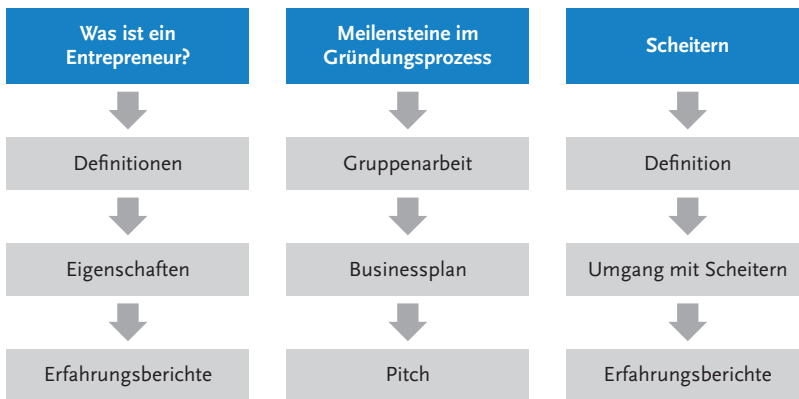 Was ist ein
Entrepreneur?
Definitionen
Eigenschaften
Erfahrungsberichte
Meilensteine im
Gründungsprozess
Gruppenarbeit
Businessplan
Pitch
Scheitern
Definition
Umgang mit Scheitern
Erfahrungsberichte